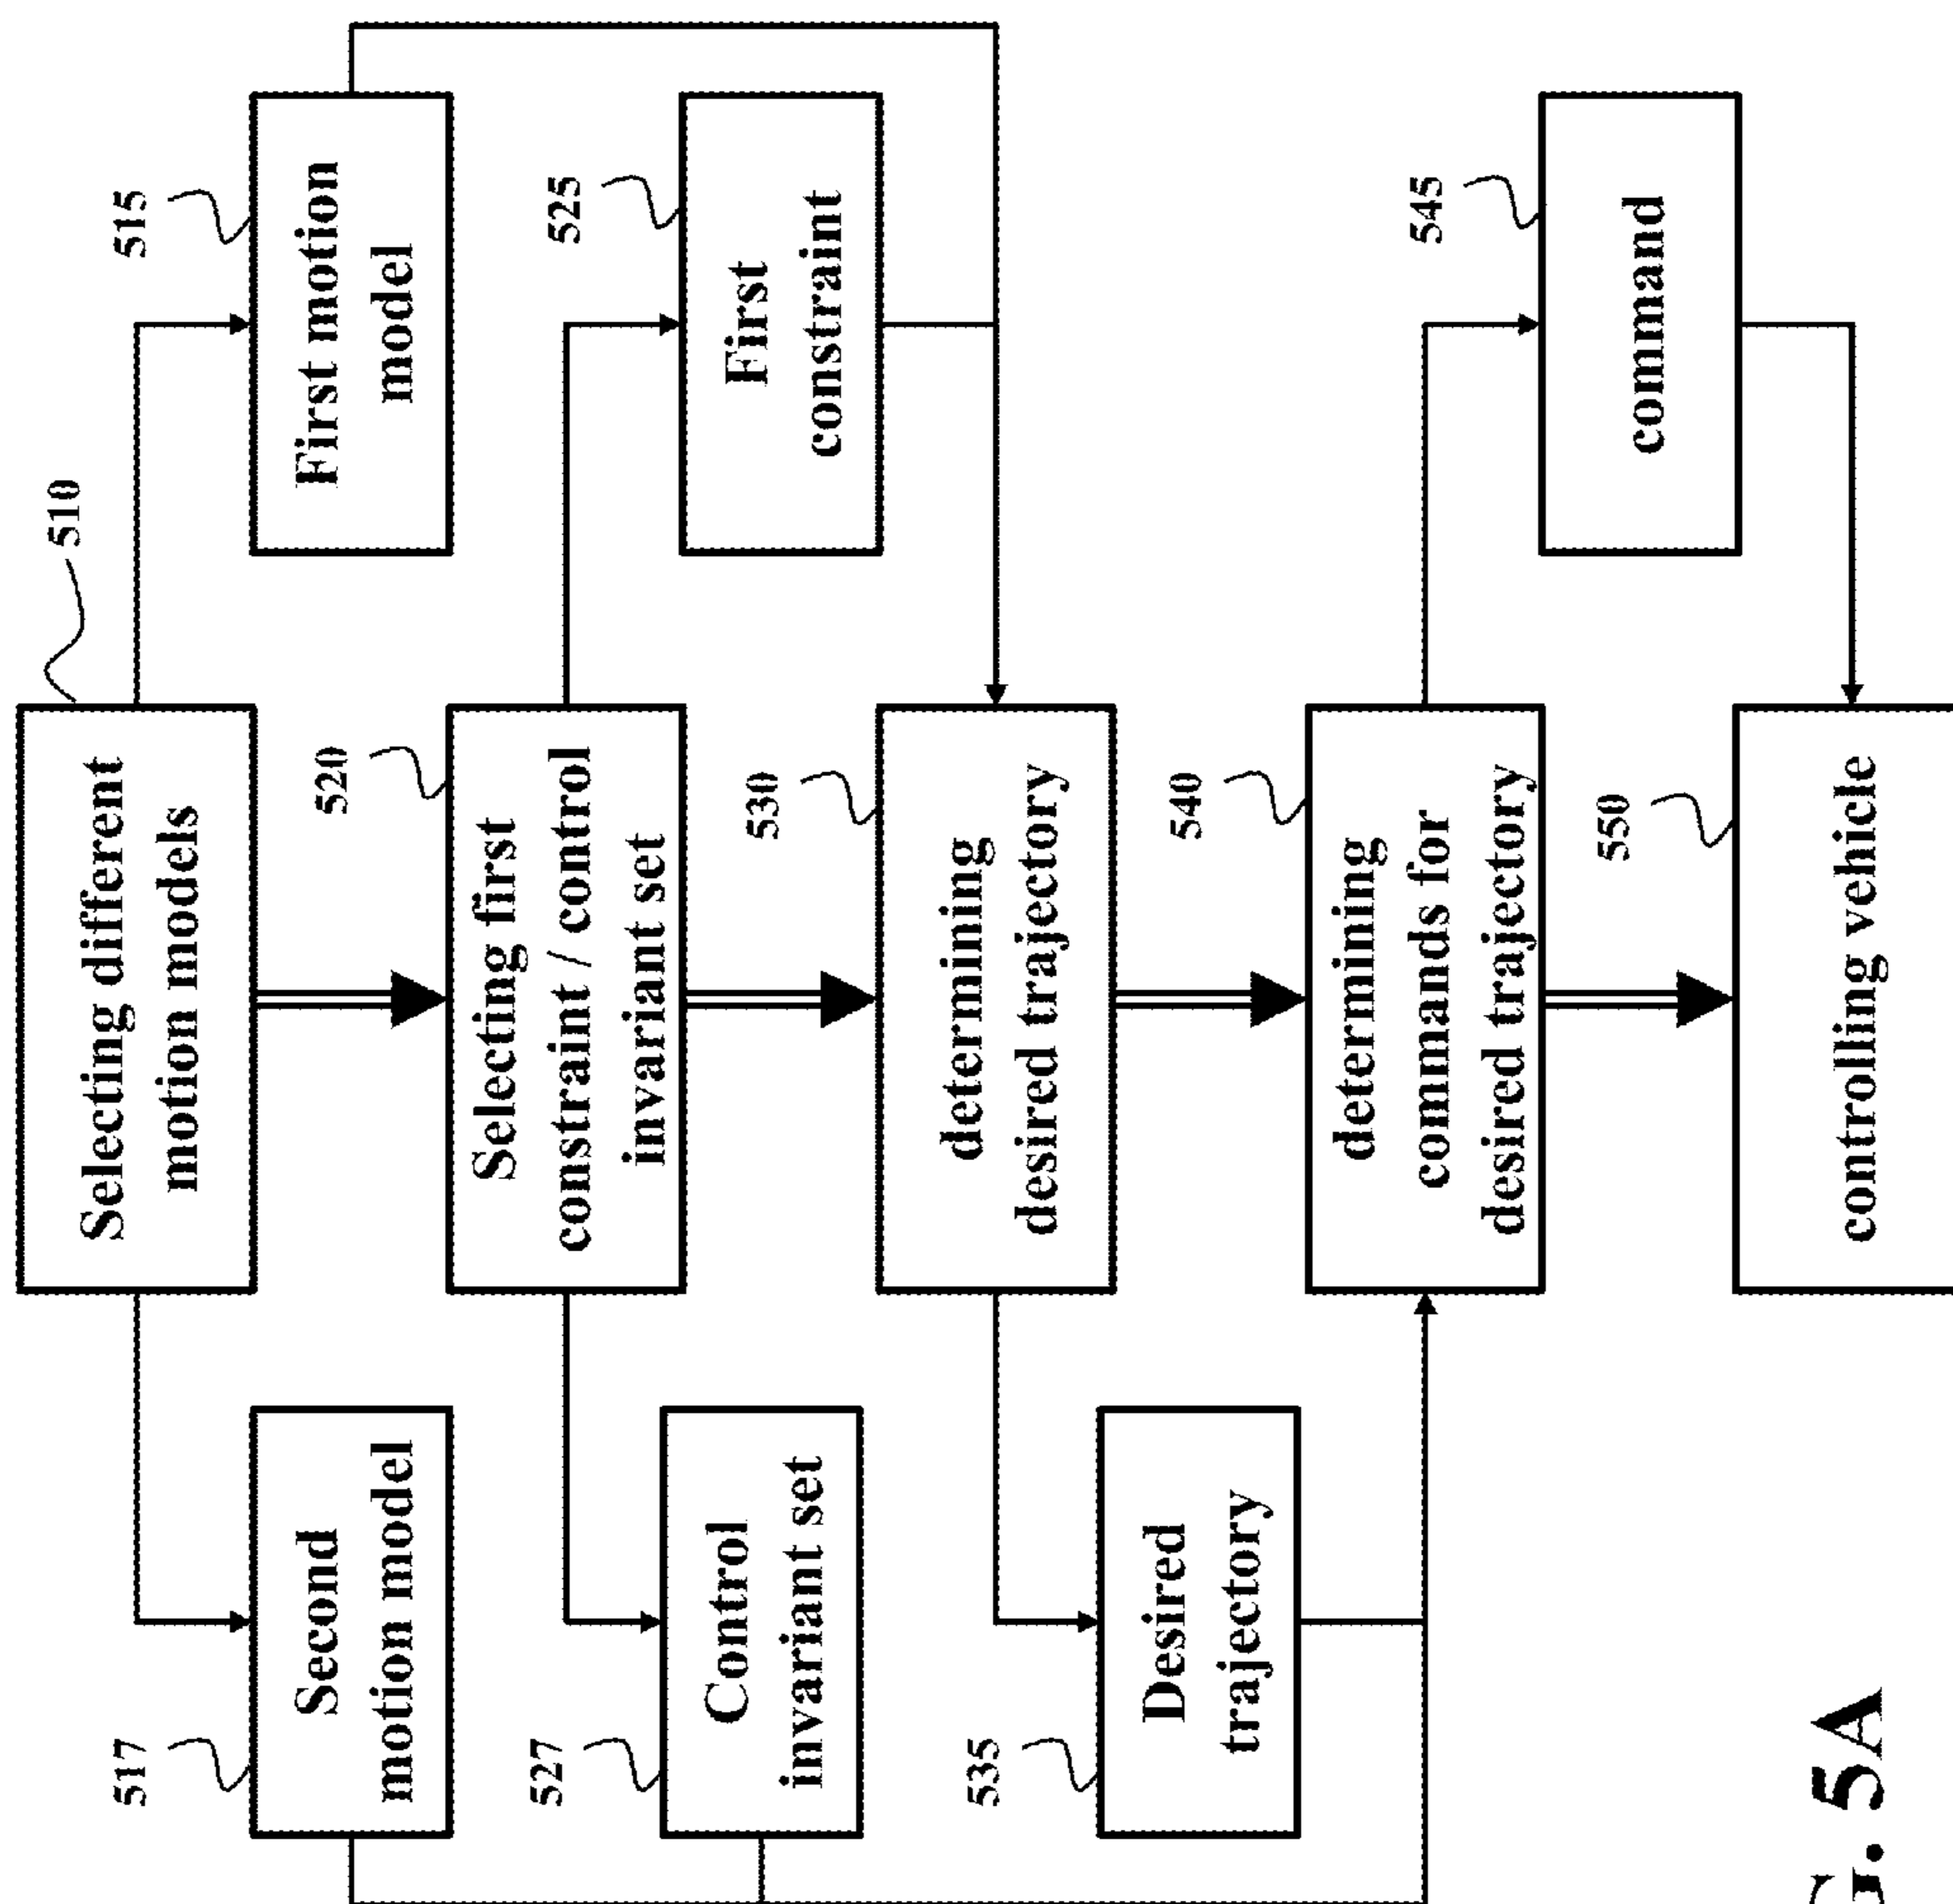 510
Selecting different
motion models
515
First motion
model
517
Second
motion model
520
Selecting first
constraint / control
invariant set
525
First
constraint
527
Control
invariant set
530
determining
desired trajectory
535
Desired
trajectory
540
determining
commands for
desired trajectory
545
command
550
controlling vehicle
5A